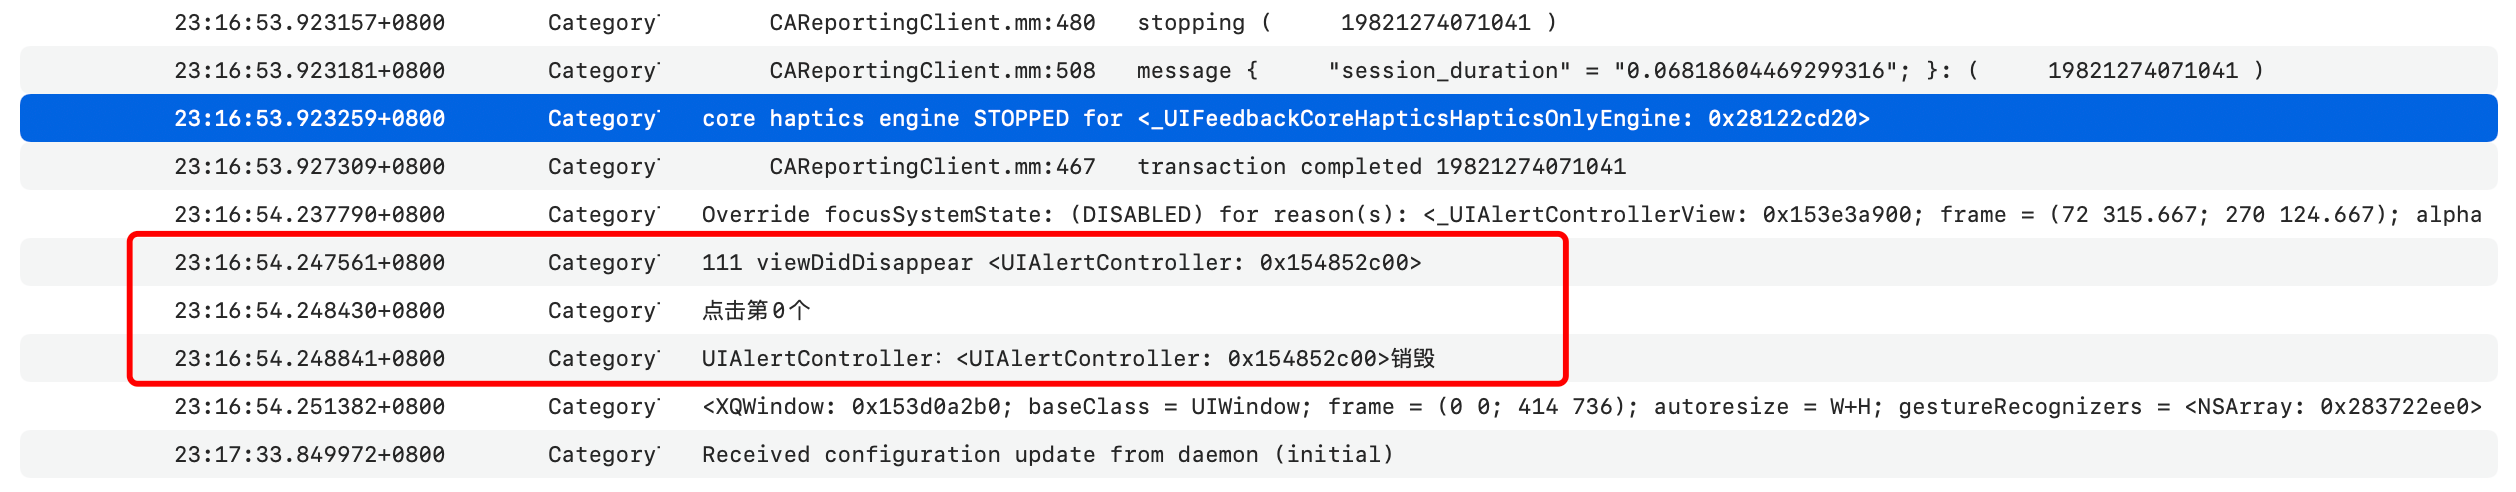 23:16:53.923157+0800 Category CAReportingClient.mm:480 stopping ( 19821274071041 )
23:16:53.923181+0800 Category CAReportingClient.mm:508 message { "session_duration" = "0.06818604469299316"; }: ( 19821274071041 )
23:16:53.923259+0800 Category core haptics engine STOPPED for <_UIFeedbackCoreHapticsHapticsOnlyEngine: 0x28122cd20>
23:16:53.927309+0800 Category CAReportingClient.mm:467 transaction completed 19821274071041
23:16:54.237790+0800 Category Override focusSystemState: (DISABLED) for reason(s): <_UIAlertControllerView: 0x153e3a900; frame = (72 315.667; 270 124.667); alpha
23:16:54.247561+0800 Category 111 viewDidDisappear <UIAlertController: 0x154852c00>
23:16:54.248430+0800 Category 点击第0个
23:16:54.248841+0800 Category UIAlertController：<UIAlertController: 0x154852c00>销毁
23:16:54.251382+0800 Category <XQWindow: 0x153d0a2b0; baseClass = UIWindow; frame = (0 0; 414 736); autoresize = W+H; gestureRecognizers = <NSArray: 0x283722ee0>
23:17:33.849972+0800 Category Received configuration update from daemon (initial)